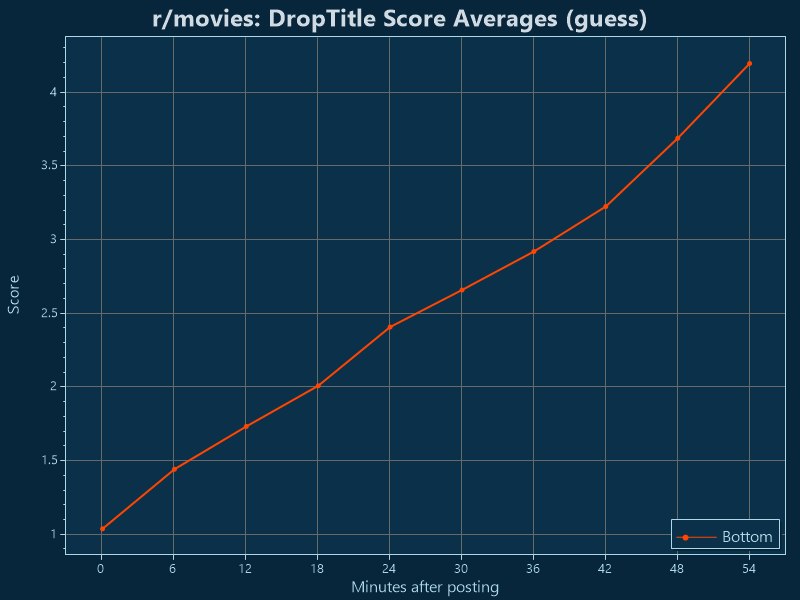 r/movies: DropTitle Score Averages (guess)
4
3.5
3
2.5
2
1.5
1
Score
0 6 12 18 24 30 36 42 48 54
Minutes after posting
Bottom